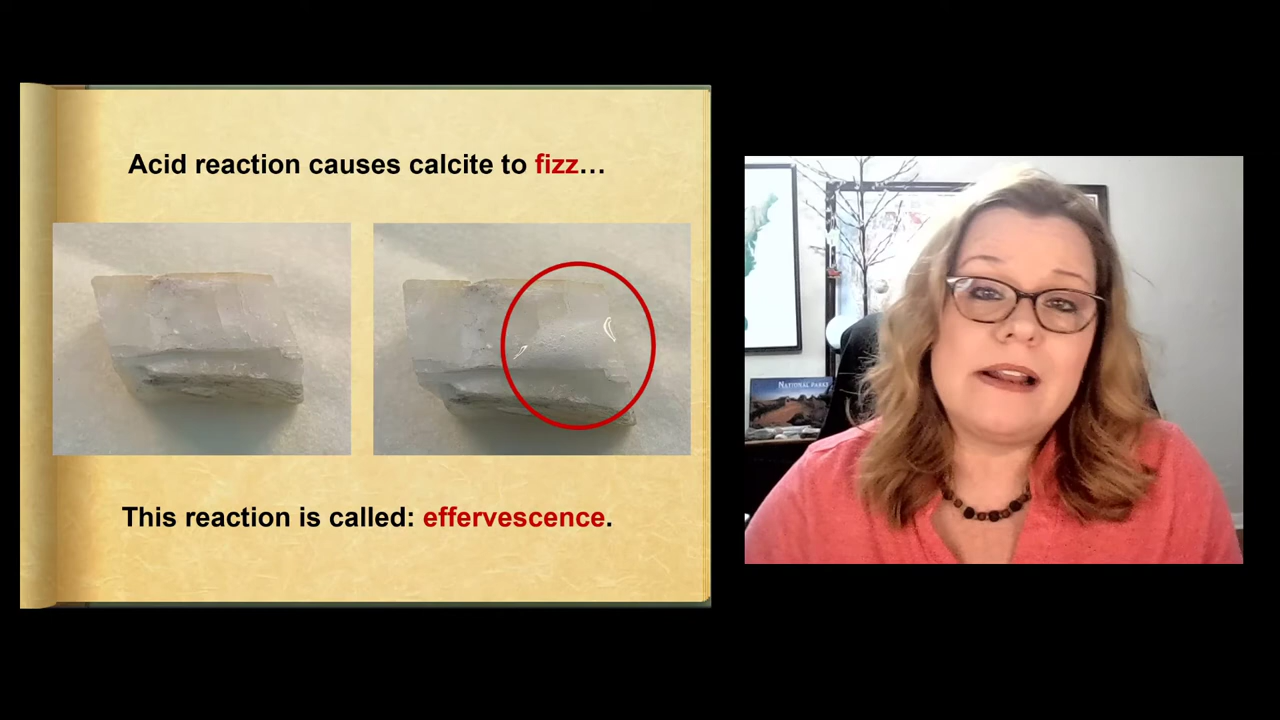 Acid reaction causes calcite to fizz…
This reaction is called: effervescence.
NATIONAL PARKS